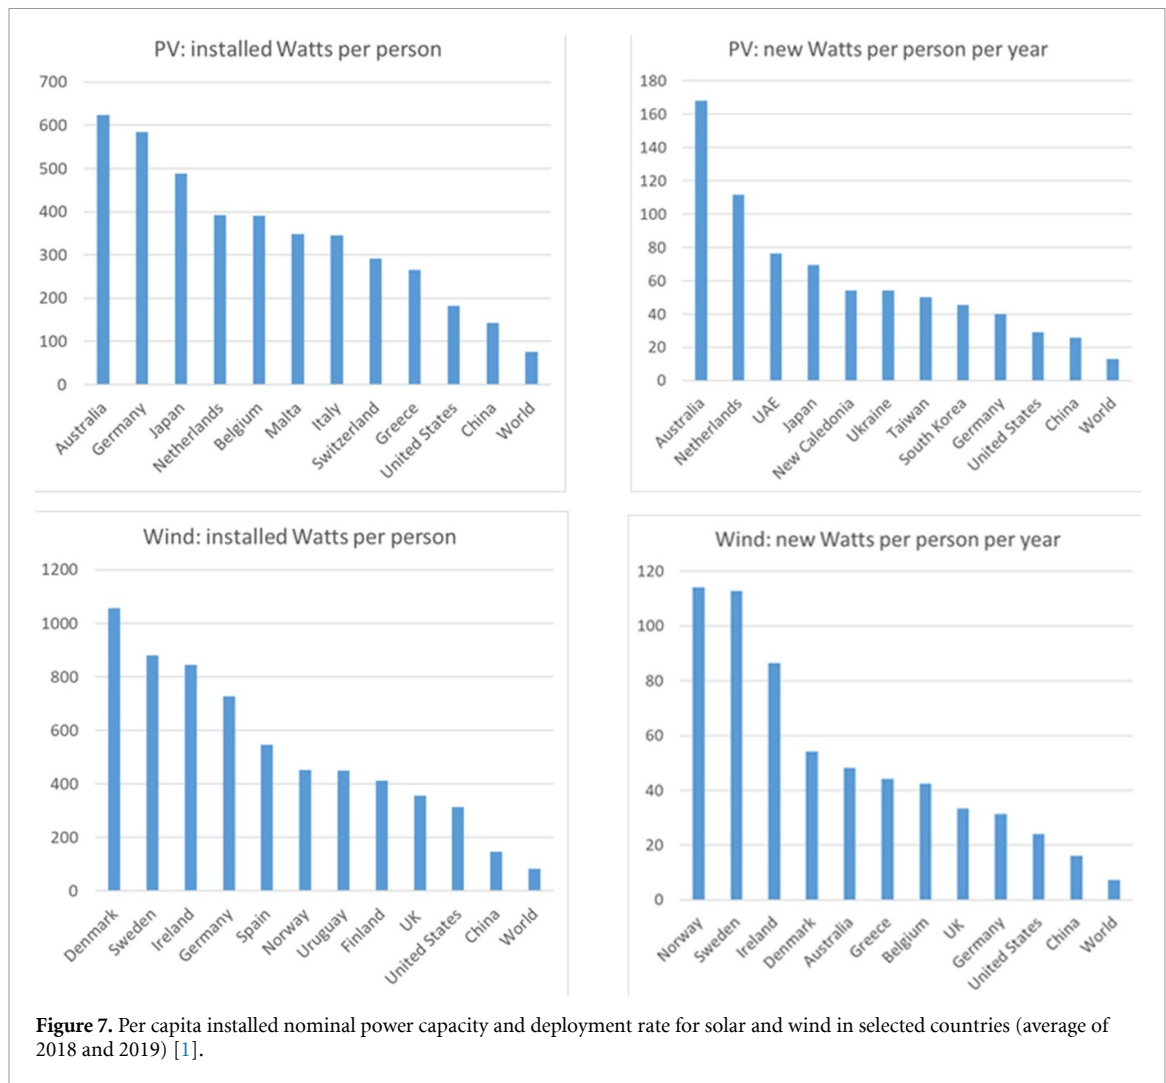 PV: installed Watts per person
700
600
500
400
300
200
100
0
Australia
Germany
Japan
Netherlands
Belgium
Malta
Italy
Switzerland
Greece
United States
China
World
PV: new Watts per person per year
180
160
140
120
100
80
60
40
20
0
Australia
Netherlands
UAE
Japan
New Caledonia
Ukraine
Taiwan
South Korea
Germany
United States
China
World
Wind: installed Watts per person
1200
1000
800
600
400
200
0
Denmark
Sweden
Ireland
Germany
Spain
Norway
Uruguay
Finland
UK
United States
China
World
Wind: new Watts per person per year
120
100
80
60
40
20
0
Norway
Sweden
Ireland
Denmark
Australia
Greece
Belgium
UK
Germany
United States
China
World
Figure 7. Per capita installed nominal power capacity and deployment rate for solar and wind in selected countries (average of
2018 and 2019) [1].